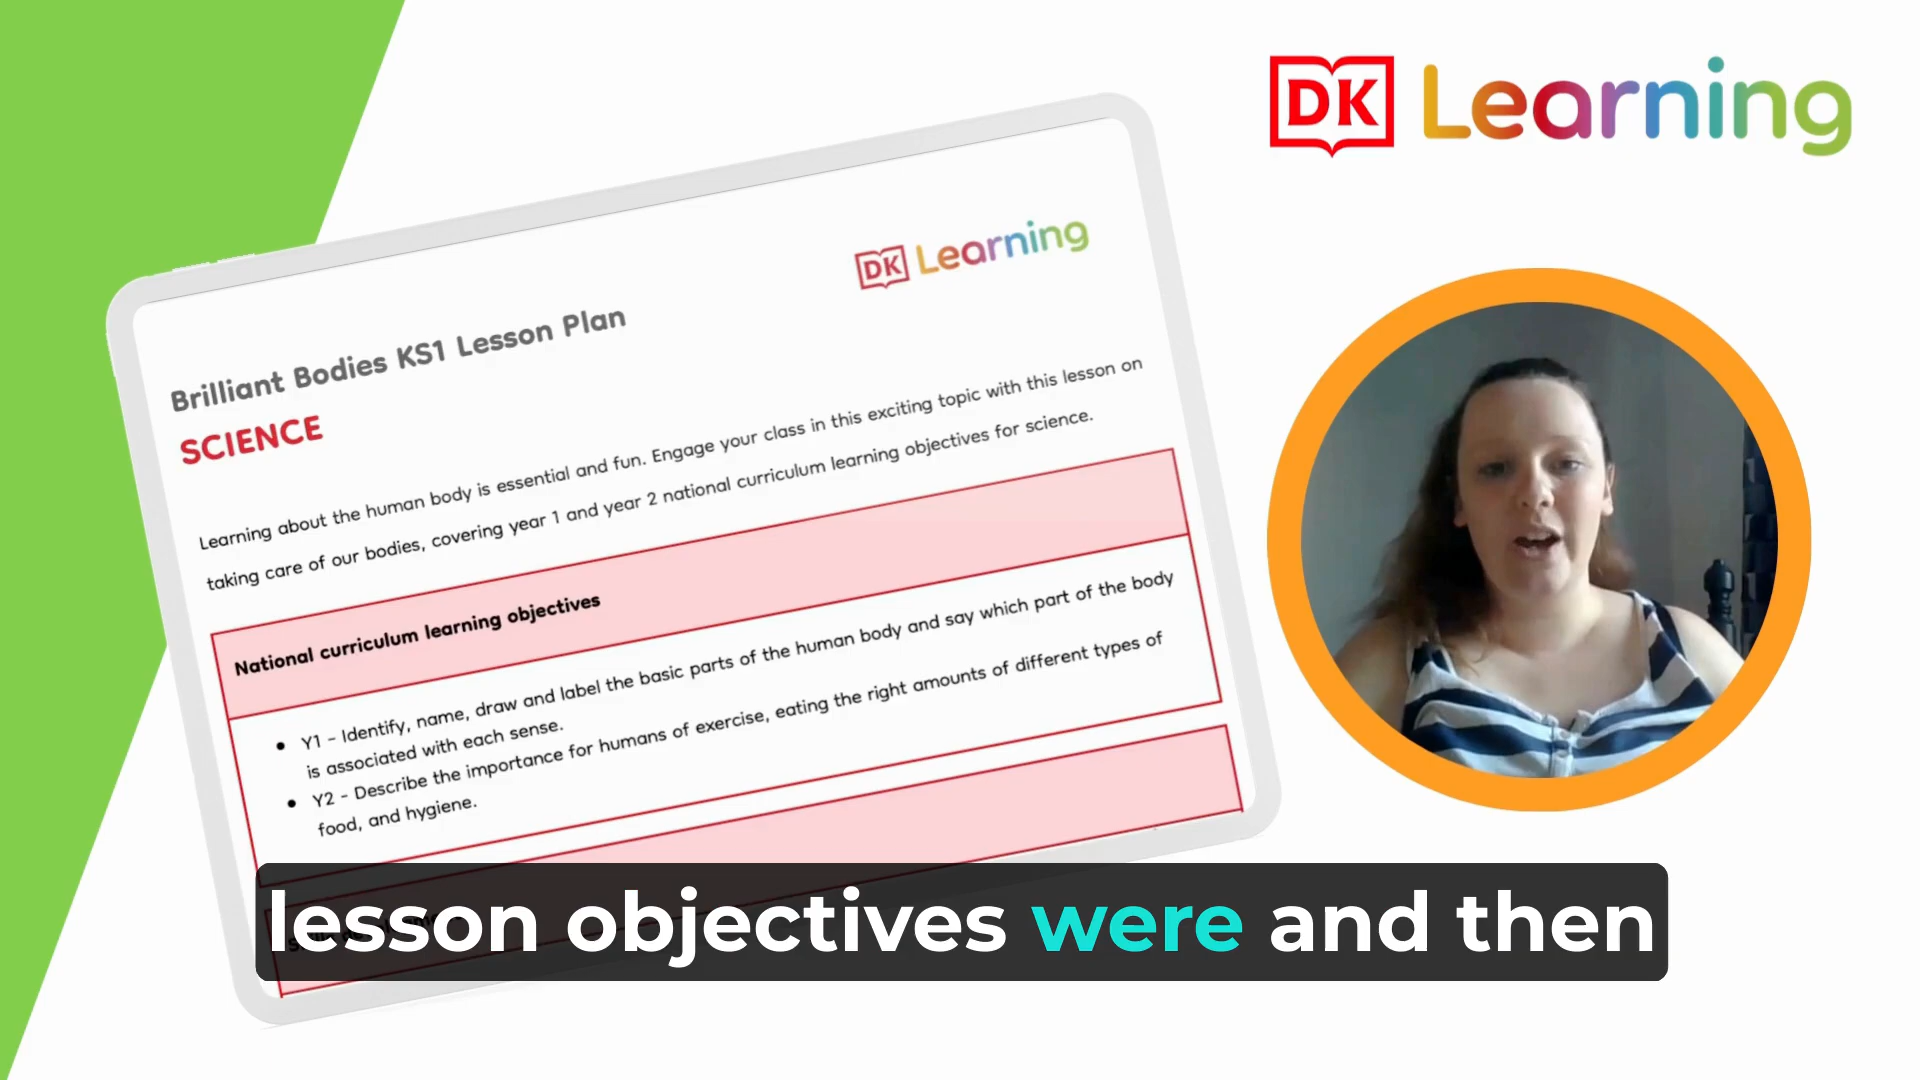 DK Learning
DK Learning
Brilliant Bodies KS1 Lesson Plan
SCIENCE
Learning about the human body is essential and fun. Engage your class in this exciting topic with this lesson on
taking care of our bodies, covering year 1 and year 2 national curriculum learning objectives for science.
National curriculum learning objectives
• Y1 - Identify, name, draw and label the basic parts of the human body and say which part of the body
is associated with each sense.
• Y2 - Describe the importance for humans of exercise, eating the right amounts of different types of
food, and hygiene.
lesson objectives were and then